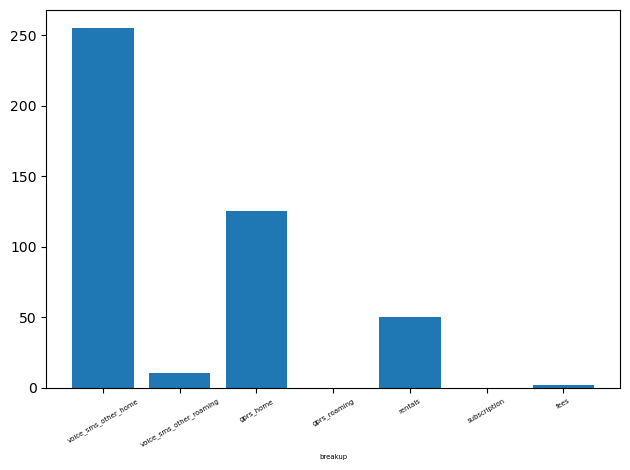 250
200
150
100
50
0
voice_sms_other_home
voice_sms_other_roaming
gprs_home
gprs_roaming
rentals
subscription
fees
breakup